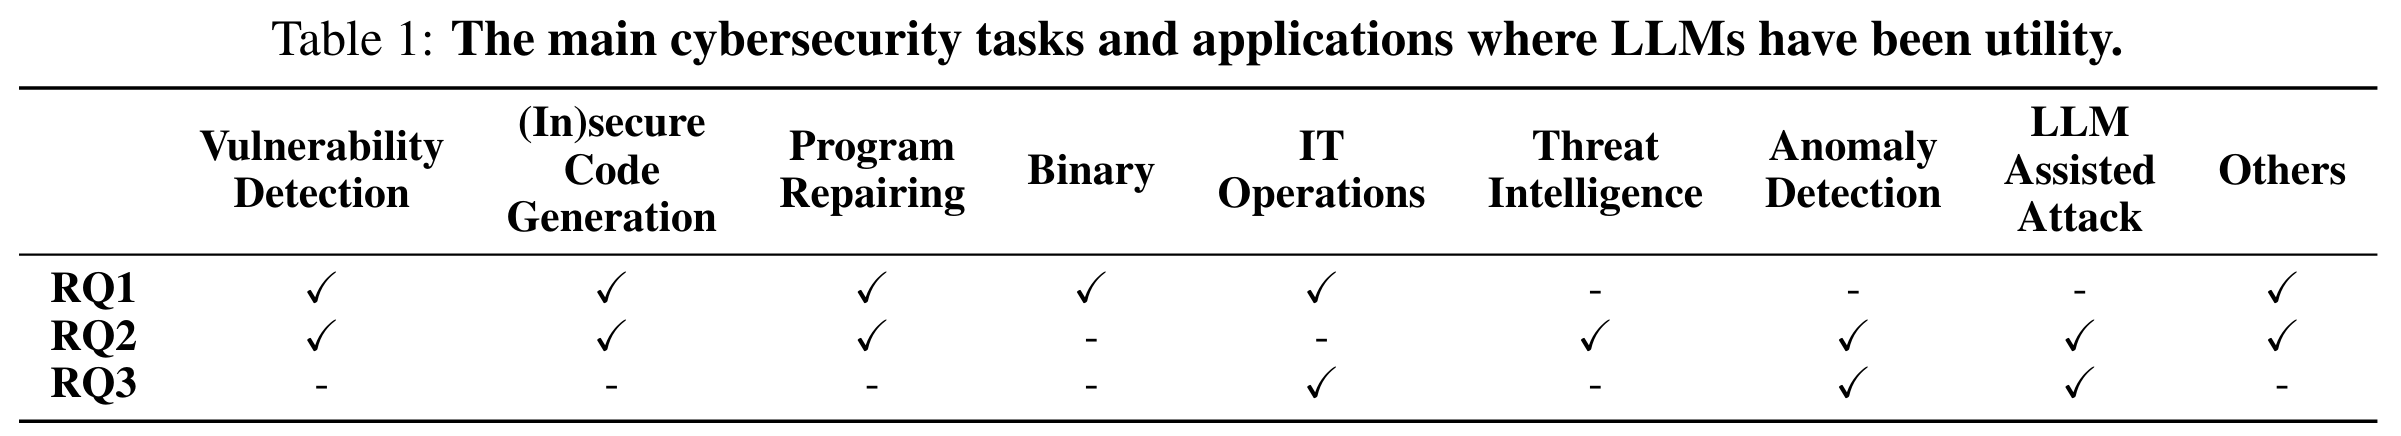 Table 1: The main cybersecurity tasks and applications where LLMs have been utility.
Vulnerability Detection (In)secure Code Generation Program Repairing Binary IT Operations Threat Intelligence Anomaly Detection LLM Assisted Attack Others
RQ1 ✓ ✓ ✓ ✓ ✓ - - - ✓
RQ2 ✓ ✓ ✓ - - ✓ ✓ ✓ ✓
RQ3 - - - - ✓ - ✓ ✓ -